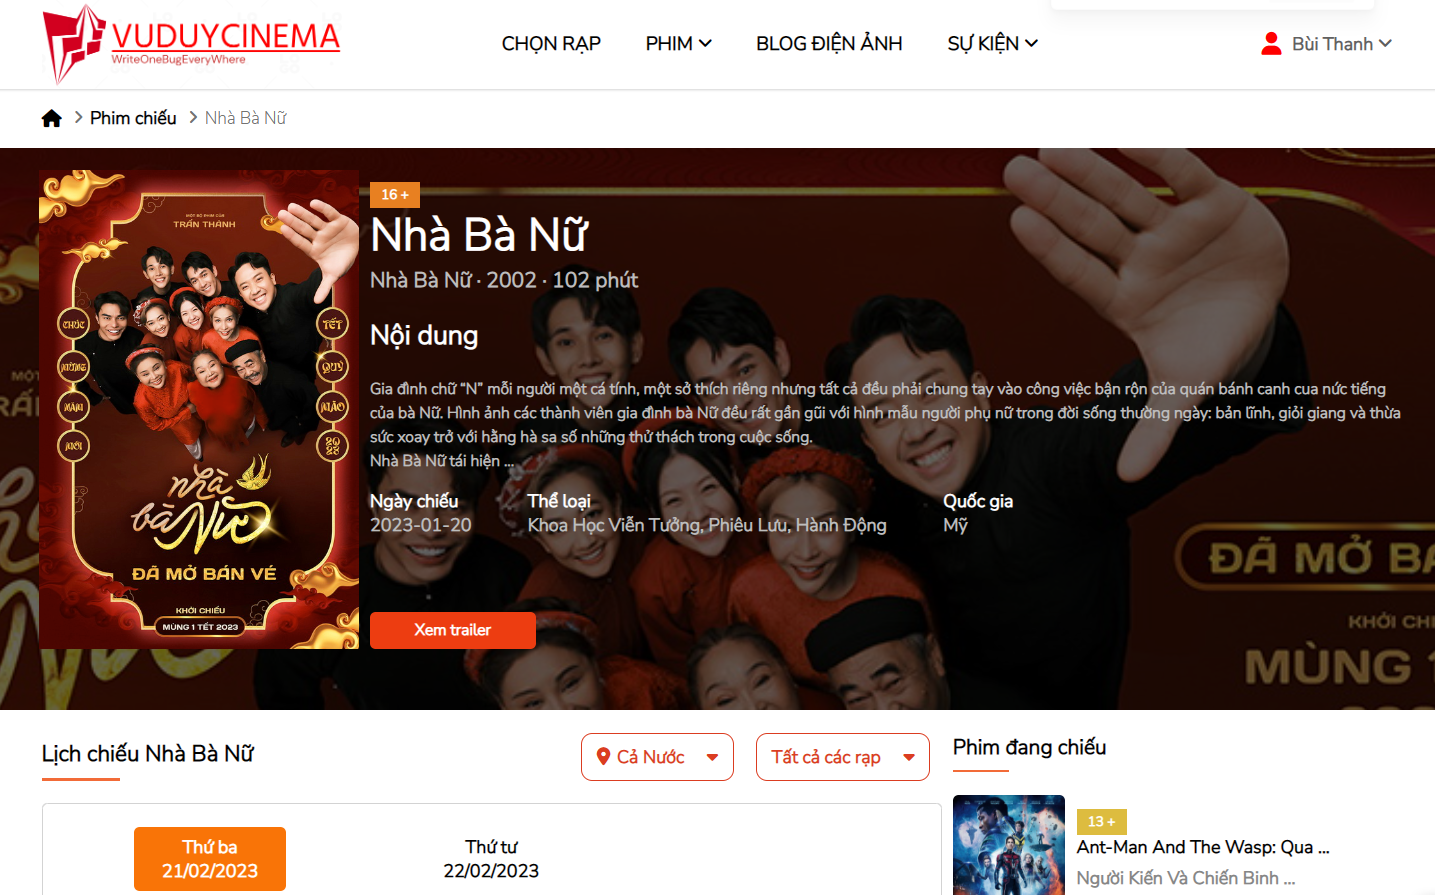 VUDUYCINEMA
WriteOneBugEveryWhere
CHỌN RẠP
PHIM
BLOG ĐIỆN ẢNH
SỰ KIỆN
Bùi Thanh
Phim chiếu
Nhà Bà Nữ
MỘT BỘ PHIM CỦA
TRẤN THÀNH
CHÚC
MỪNG
NĂM
MỚI
TẾT
QUÝ
MÃO
2023
nhà
bà Nữ
ĐÃ MỞ BÁN VÉ
KHỞI CHIẾU
MÙNG 1 TẾT 2023
16 +
Nhà Bà Nữ
Nhà Bà Nữ · 2002 · 102 phút
Nội dung
Gia đình chữ “N” mỗi người một cá tính, một sở thích riêng nhưng tất cả đều phải chung tay vào công việc bận rộn của quán bánh canh cua nức tiếng
của bà Nữ. Hình ảnh các thành viên gia đình bà Nữ đều rất gần gũi với hình mẫu người phụ nữ trong đời sống thường ngày: bản lĩnh, giỏi giang và thừa
sức xoay trở với hằng hà sa số những thử thách trong cuộc sống.
Nhà Bà Nữ tái hiện ...
Ngày chiếu
2023-01-20
Thể loại
Khoa Học Viễn Tưởng, Phiêu Lưu, Hành Động
Quốc gia
Mỹ
Xem trailer
ĐÃ MỞ BÁ
KHỞI CHI
MÙNG 1
Lịch chiếu Nhà Bà Nữ
Cả Nước
Tất cả các rạp
Phim đang chiếu
Thứ ba
21/02/2023
Thứ tư
22/02/2023
13 +
Ant-Man And The Wasp: Qua ...
Người Kiến Và Chiến Binh ...